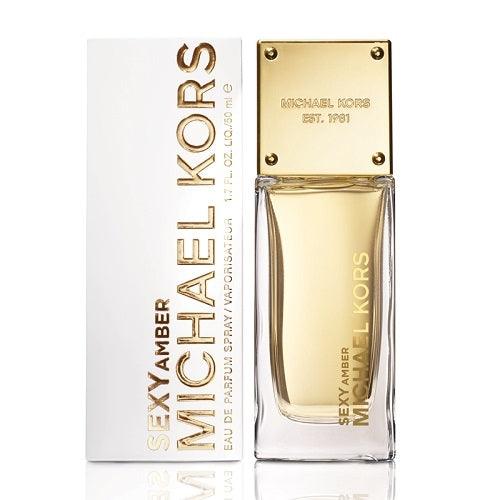 SEXY AMBER
MICHAEL KORS
EAU DE PARFUM SPRAY/VAPORISATEUR 1.7 FL. OZ. LIQ./50 ml e
MICHAEL KORS
EST. 1981
SEXY AMBER
MICHAEL KORS